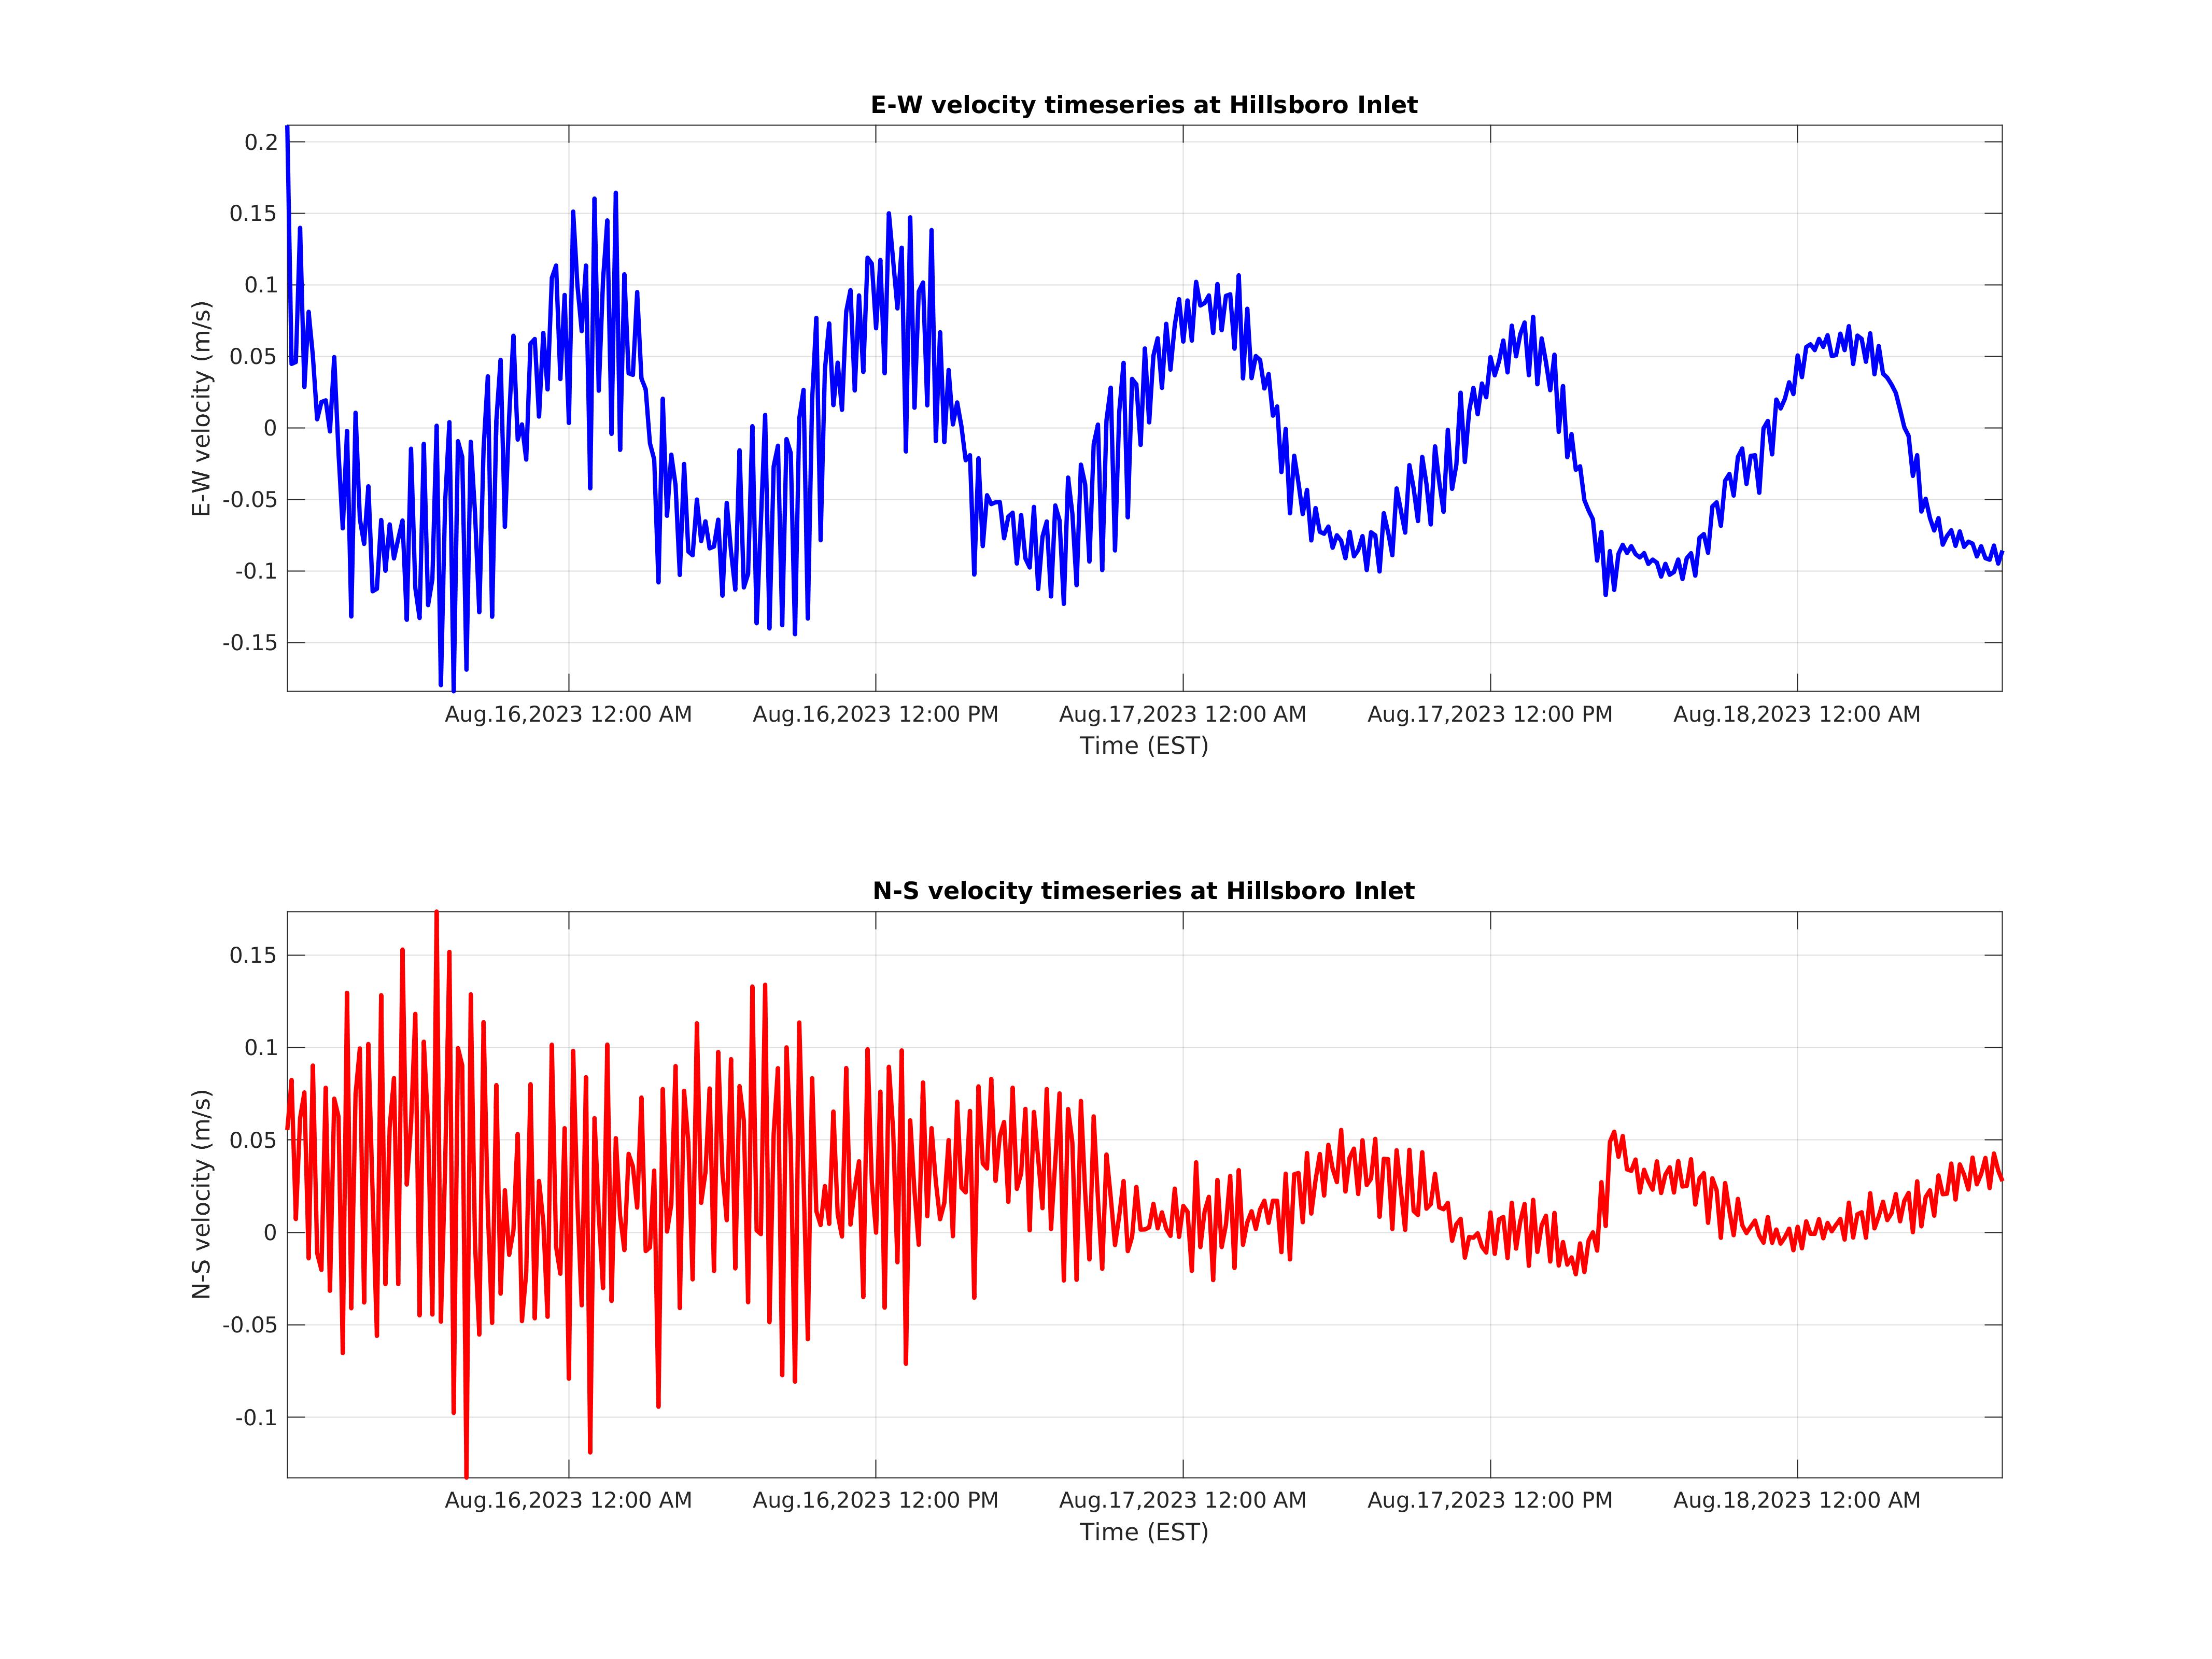 E-W velocity timeseries at Hillsboro Inlet
E-W velocity (m/s)
0.2
0.15
0.1
0.05
0
-0.05
-0.1
-0.15
Aug.16,2023 12:00 AM Aug.16,2023 12:00 PM Aug.17,2023 12:00 AM Aug.17,2023 12:00 PM Aug.18,2023 12:00 AM
Time (EST)
N-S velocity timeseries at Hillsboro Inlet
N-S velocity (m/s)
0.15
0.1
0.05
0
-0.05
-0.1
Aug.16,2023 12:00 AM Aug.16,2023 12:00 PM Aug.17,2023 12:00 AM Aug.17,2023 12:00 PM Aug.18,2023 12:00 AM
Time (EST)